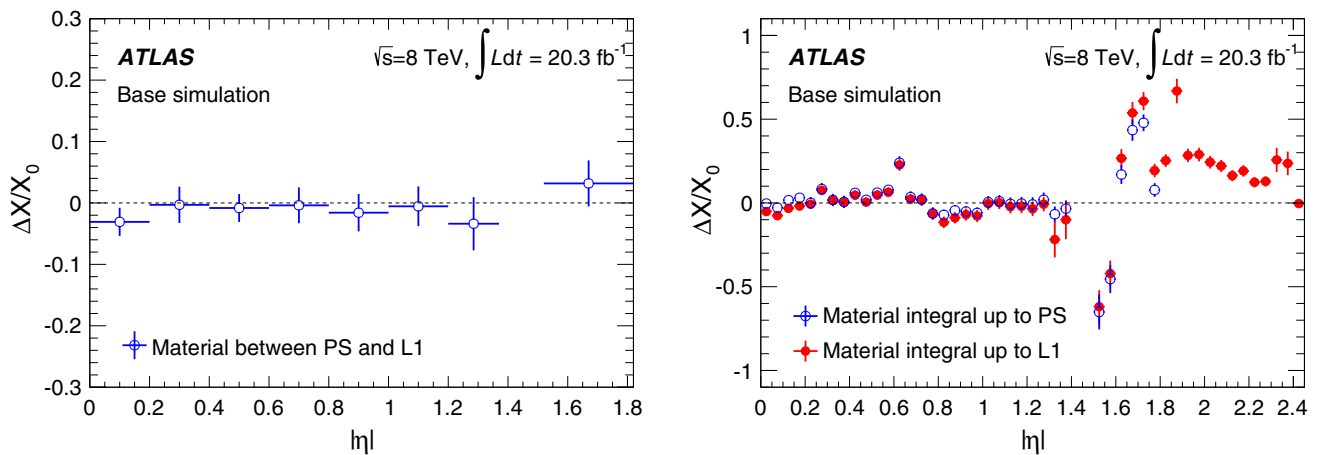 0.3
0.2
0.1
0
-0.1
-0.2
-0.3
ΔX/X₀
ATLAS
√s=8 TeV, ∫Ldt = 20.3 fb⁻¹
Base simulation
Material between PS and L1
0 0.2 0.4 0.6 0.8 1 1.2 1.4 1.6 1.8
|η|
1
0.5
0
-0.5
-1
ΔX/X₀
ATLAS
√s=8 TeV, ∫Ldt = 20.3 fb⁻¹
Base simulation
Material integral up to PS
Material integral up to L1
0 0.2 0.4 0.6 0.8 1 1.2 1.4 1.6 1.8 2 2.2 2.4
|η|